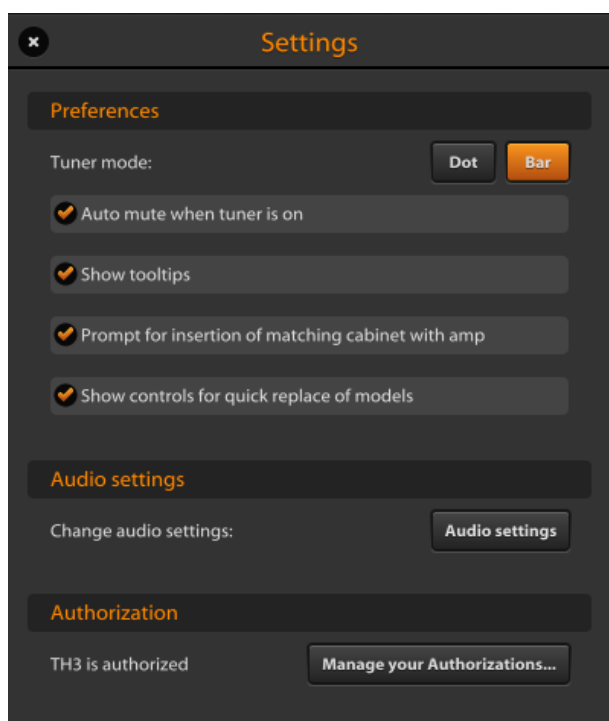 Settings
Preferences
Tuner mode: Dot Bar
Auto mute when tuner is on
Show tooltips
Prompt for insertion of matching cabinet with amp
Show controls for quick replace of models
Audio settings
Change audio settings: Audio settings
Authorization
TH3 is authorized Manage your Authorizations...